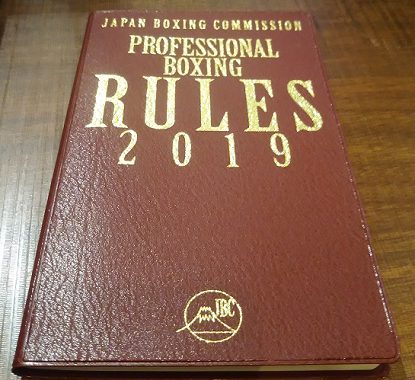 JAPAN BOXING COMMISSION
PROFESSIONAL
BOXING
RULES
2019
JBC